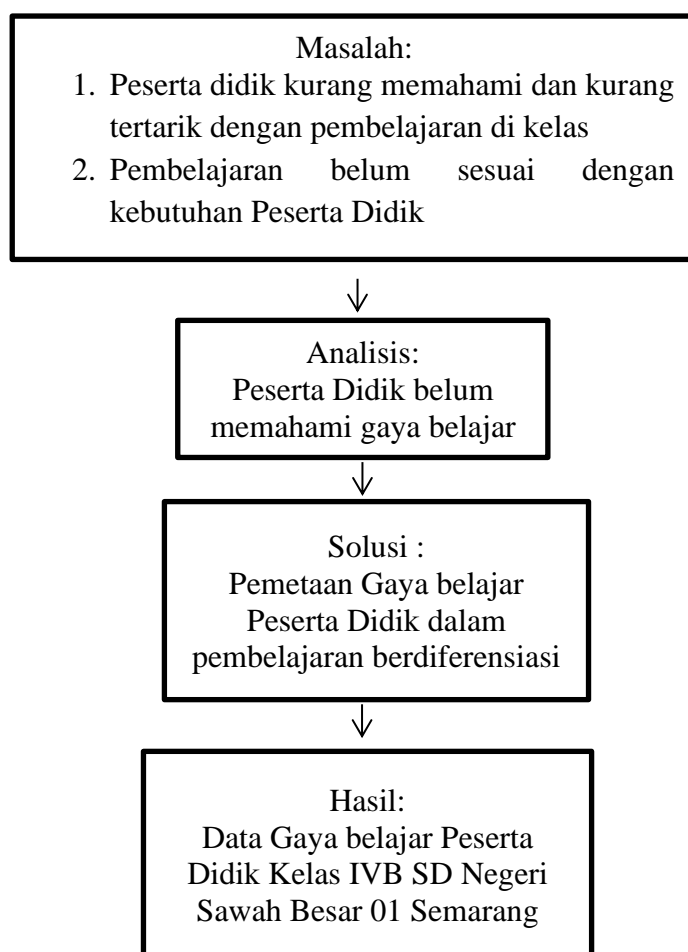 Masalah:
1. Peserta didik kurang memahami dan kurang
tertarik dengan pembelajaran di kelas
2. Pembelajaran belum sesuai dengan
kebutuhan Peserta Didik
Analisis:
Peserta Didik belum
memahami gaya belajar
Solusi :
Pemetaan Gaya belajar
Peserta Didik dalam
pembelajaran berdiferensiasi
Hasil:
Data Gaya belajar Peserta
Didik Kelas IVB SD Negeri
Sawah Besar 01 Semarang